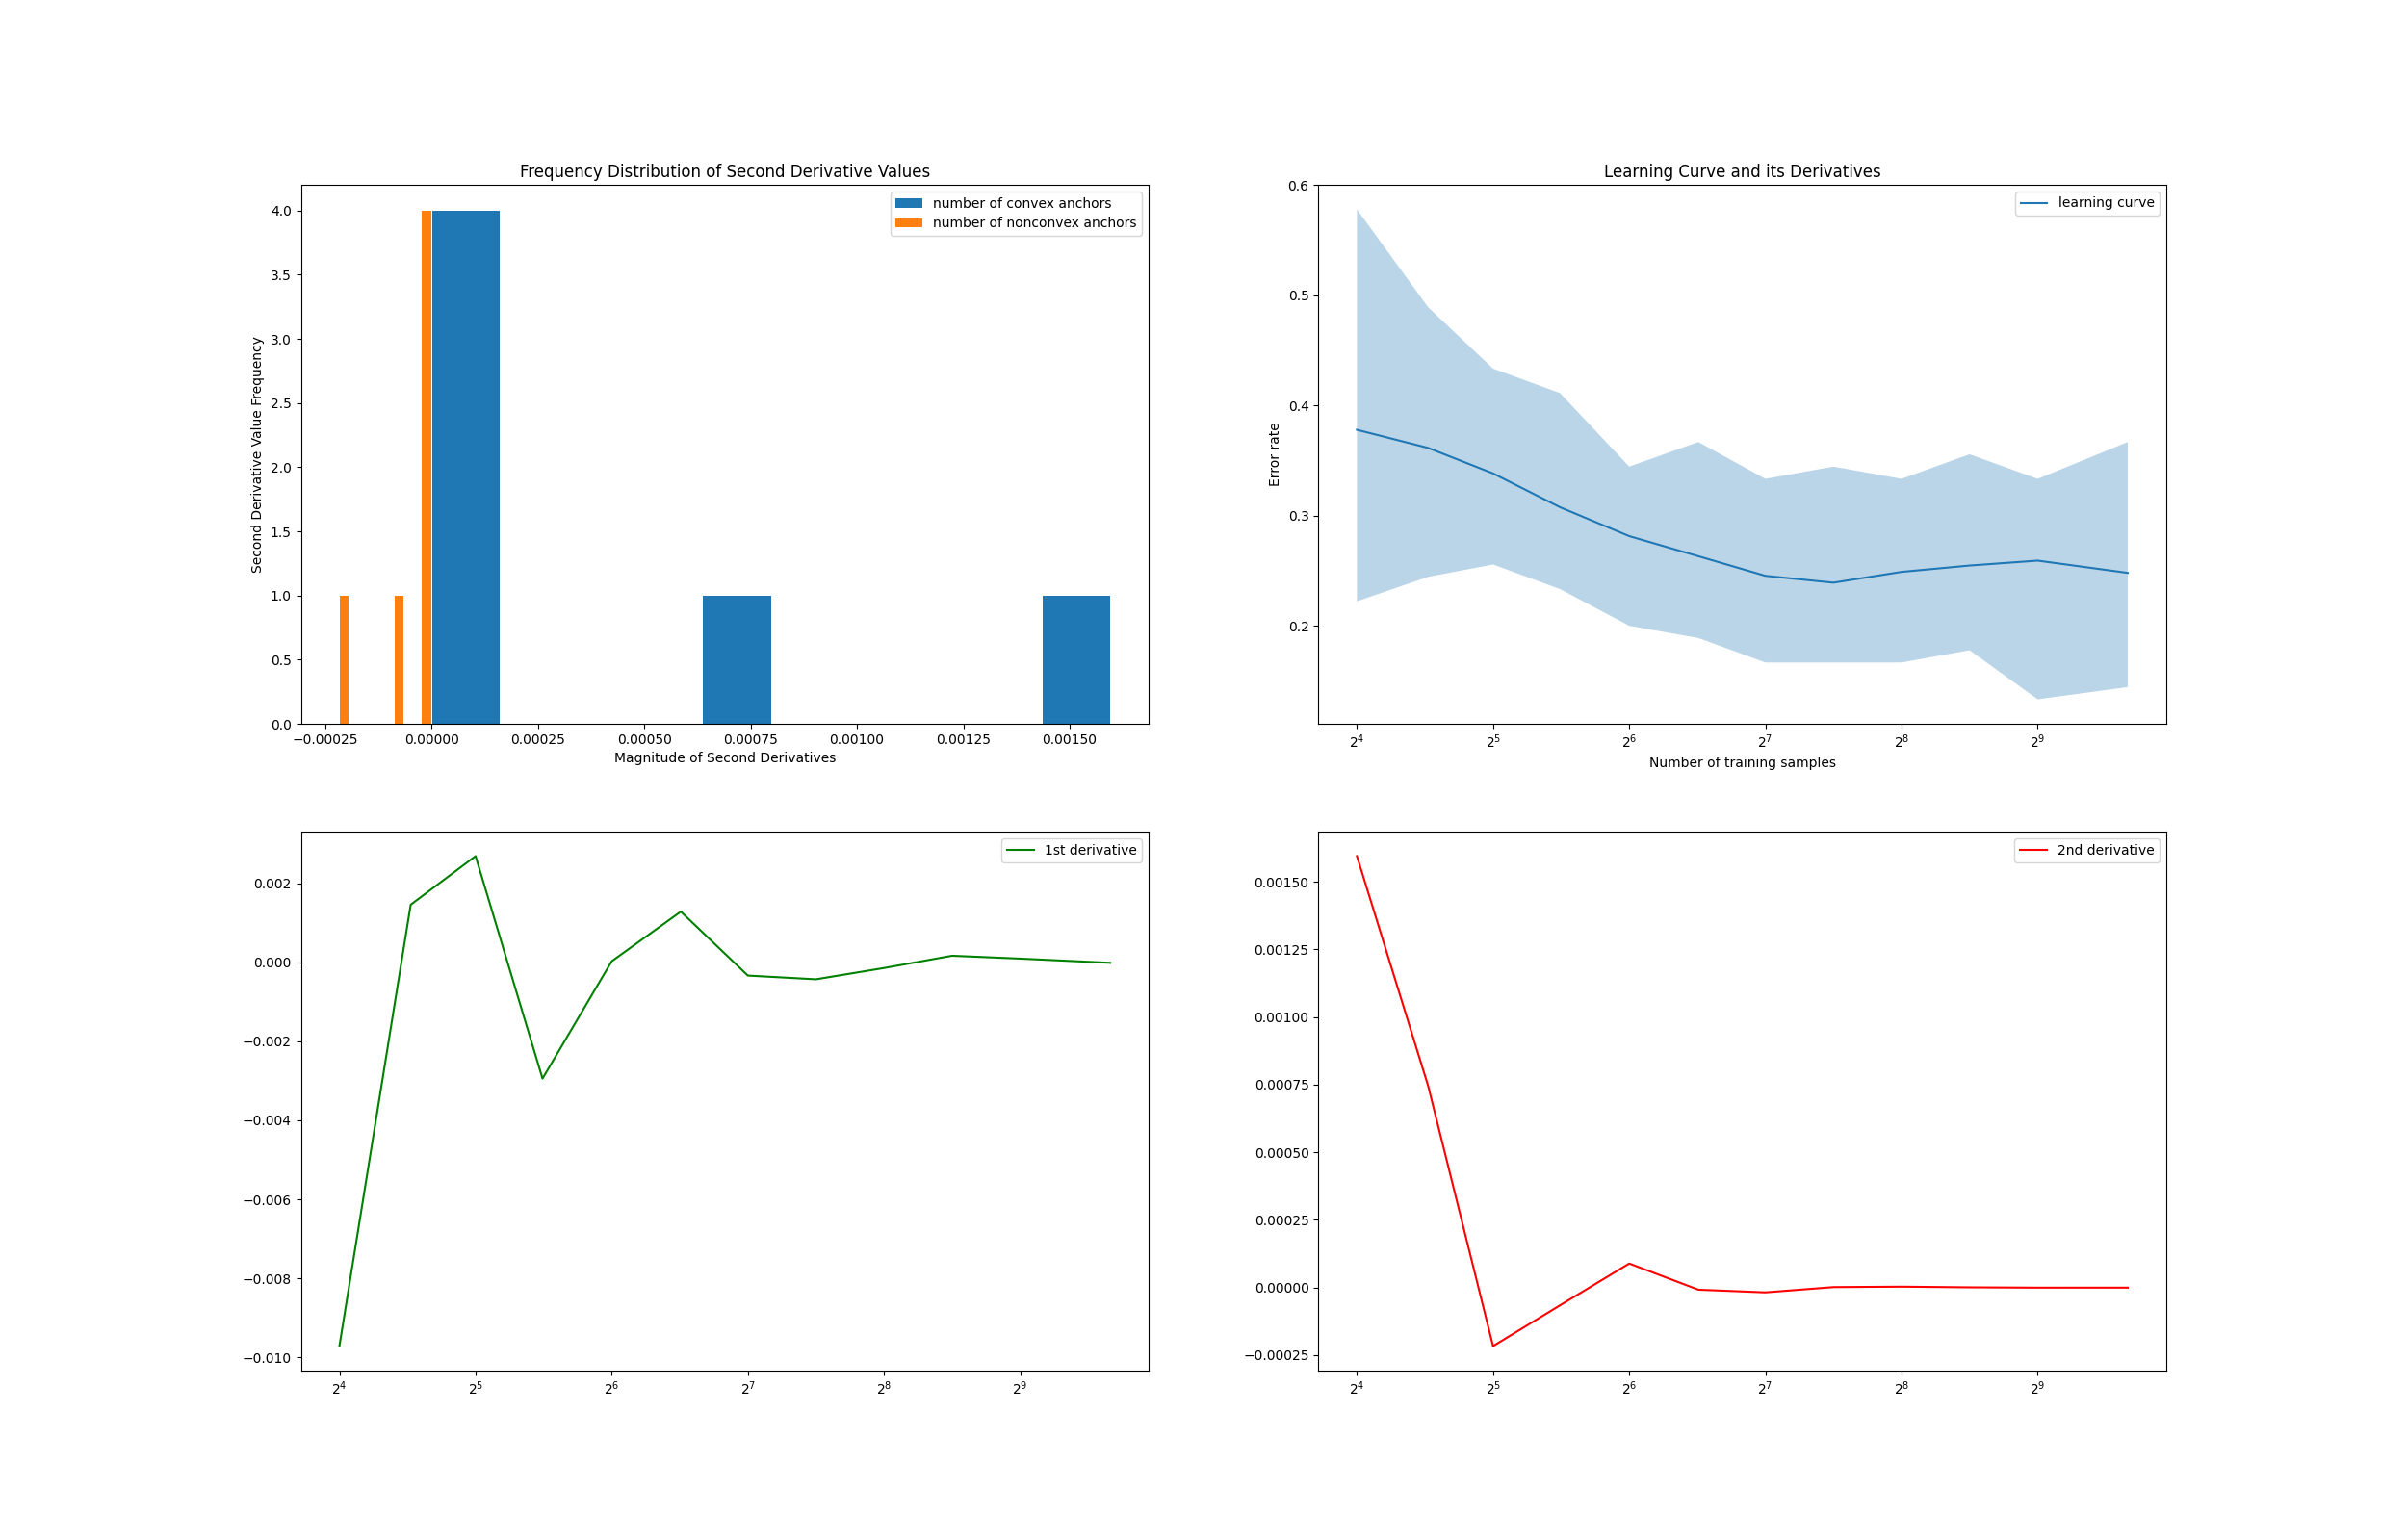 Frequency Distribution of Second Derivative Values
number of convex anchors
number of nonconvex anchors
Second Derivative Value Frequency
4.0
3.5
3.0
2.5
2.0
1.5
1.0
0.5
0.0
−0.00025 0.00000 0.00025 0.00050 0.00075 0.00100 0.00125 0.00150
Magnitude of Second Derivatives
Learning Curve and its Derivatives
learning curve
Error rate
0.6
0.5
0.4
0.3
0.2
2⁴ 2⁵ 2⁶ 2⁷ 2⁸ 2⁹
Number of training samples
1st derivative
0.002
0.000
−0.002
−0.004
−0.006
−0.008
−0.010
2⁴ 2⁵ 2⁶ 2⁷ 2⁸ 2⁹
2nd derivative
0.00150
0.00125
0.00100
0.00075
0.00050
0.00025
0.00000
−0.00025
2⁴ 2⁵ 2⁶ 2⁷ 2⁸ 2⁹